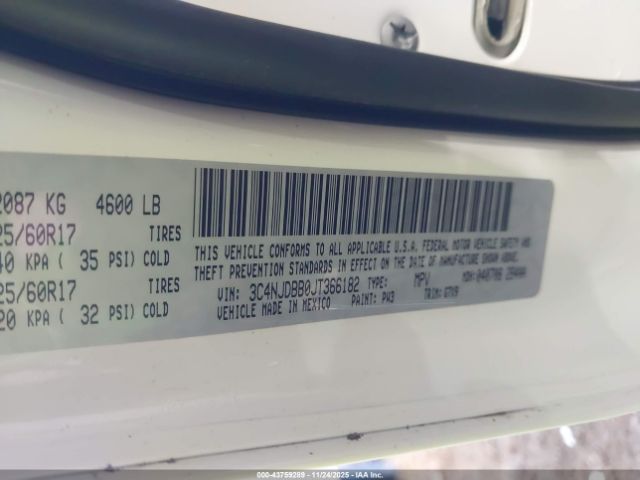 2087 KG 4600 LB
25/60R17 TIRES
40 KPA ( 35 PSI) COLD
25/60R17 TIRES
20 KPA ( 32 PSI) COLD
THIS VEHICLE CONFORMS TO ALL APPLICABLE U.S.A. FEDERAL MOTOR VEHICLE SAFETY AND
THEFT PREVENTION STANDARDS IN EFFECT ON THE DATE OF MANUFACTURE SHOWN ABOVE.
VIN: 3C4NJDBB0JT366182 TYPE: MPV
VEHICLE MADE IN MEXICO PAINT: PW3 TRIM:
00-43759289 11/24/2025 IAA, Inc.